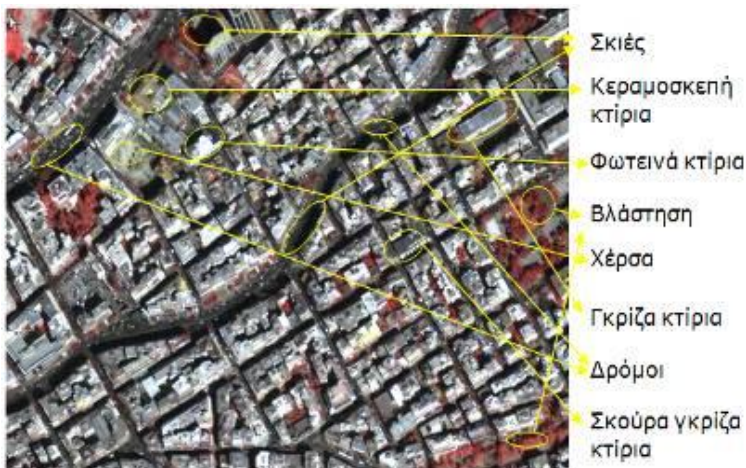 Σκιές
Κεραμοσκεπή
κτίρια
Φωτεινά κτίρια
Βλάστηση
Χέρσα
Γκρίζα κτίρια
Δρόμοι
Σκούρα γκρίζα
κτίρια